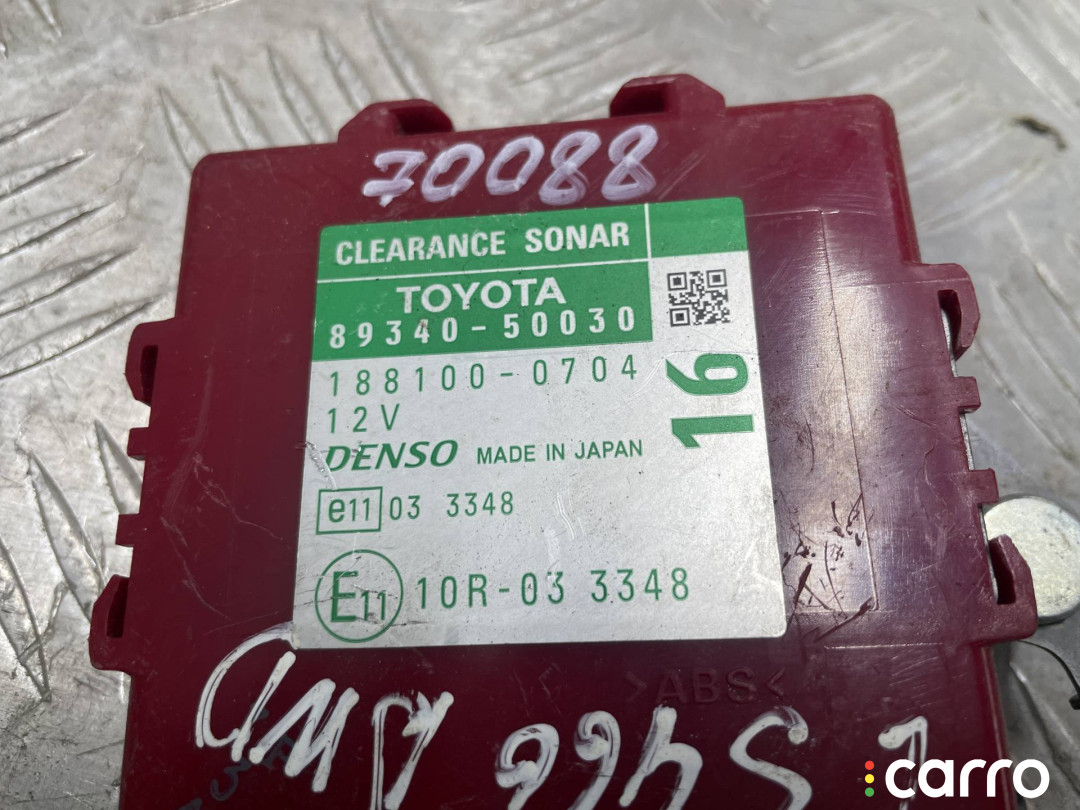 70088
CLEARANCE SONAR
TOYOTA
89340-50030
188100-0704
12V
DENSO MADE IN JAPAN
e11 03 3348
E11 10R-03 3348
16
>ABS<
carro